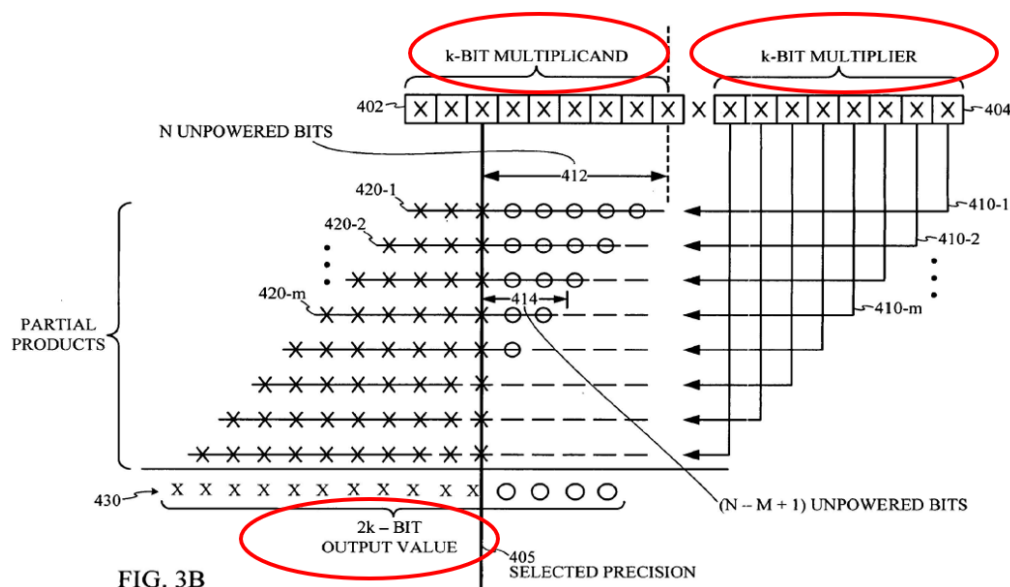 k-BIT MULTIPLICAND
k-BIT MULTIPLIER
402
X X X X X X X X X
X
X X X X X X X X
404
N UNPOWERED BITS
412
420-1
X X X O O O O O
410-1
420-2
X X X X O O O O
410-2
X X X X X O O O
414
420-m
X X X X X X O O
410-m
PARTIAL
PRODUCTS
X X X X X X X O
X X X X X X X X
X X X X X X X X X
X X X X X X X X X X
430
X X X X X X X X X X X O O O O
(N – M + 1) UNPOWERED BITS
2k – BIT
OUTPUT VALUE
405
SELECTED PRECISION
FIG. 3B